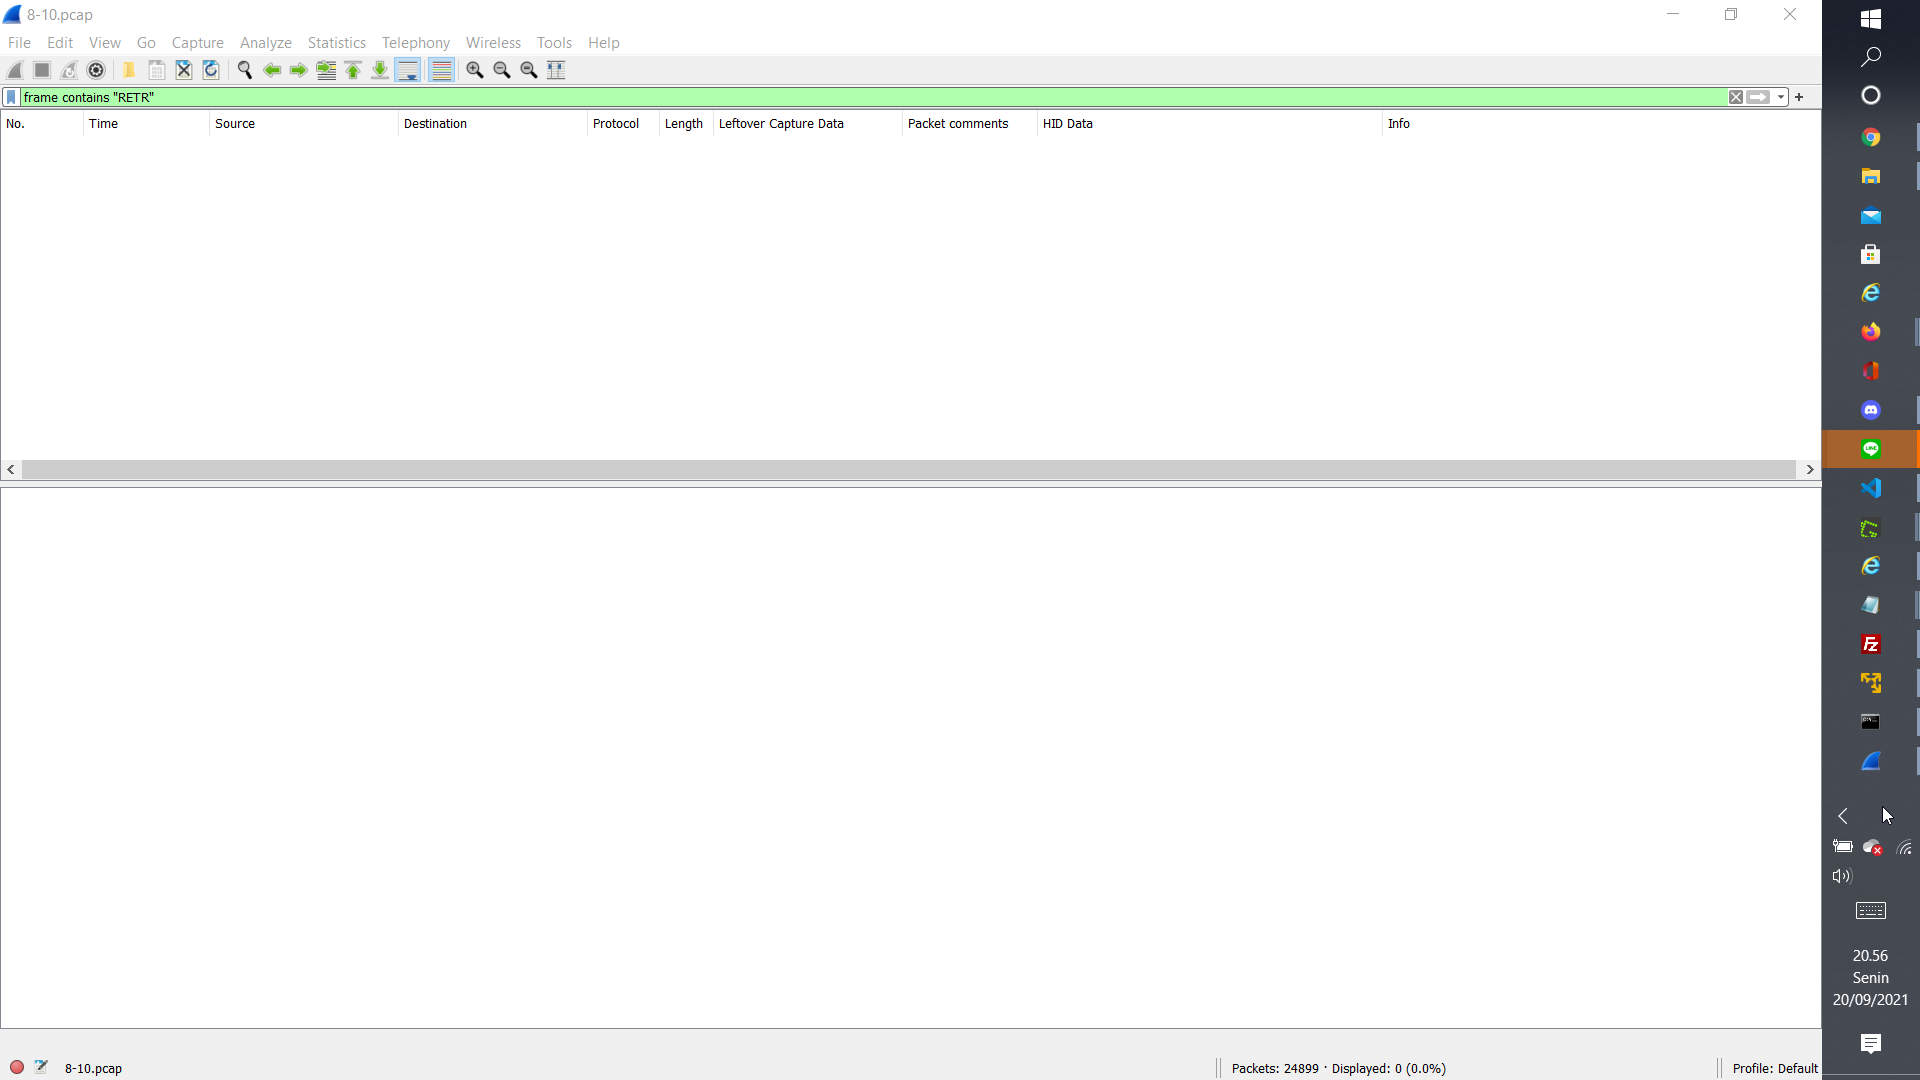 8-10.pcap
File Edit View Go Capture Analyze Statistics Telephony Wireless Tools Help
frame contains "RETR"
No. Time Source Destination Protocol Length Leftover Capture Data Packet comments HID Data Info
8-10.pcap
Packets: 24899 · Displayed: 0 (0.0%)
Profile: Default
LINE
Fz
20.56
Senin
20/09/2021